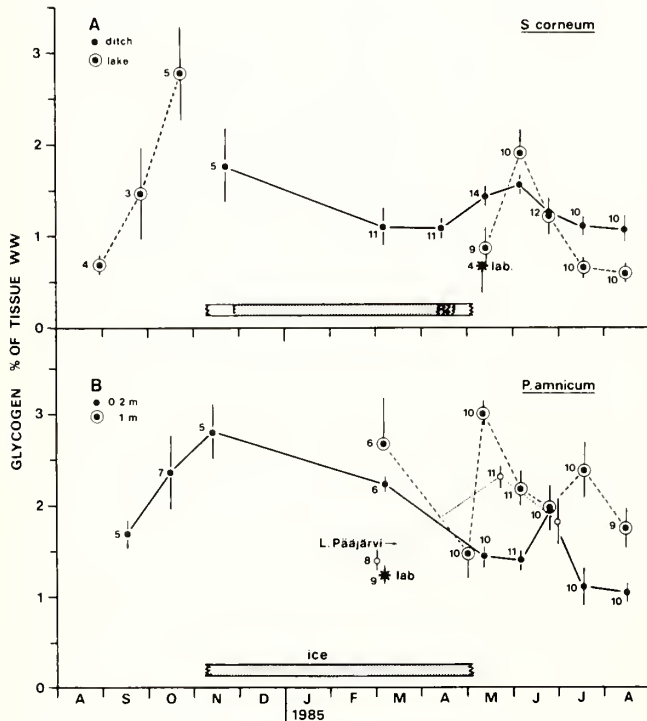 A
S corneum
ditch
lake
3
2
1
0
4
3
5
5
11
11
14
9
4 lab.
10
12
10
10
10
10
GLYCOGEN % OF TISSUE WW
B
P. amnicum
0 2 m
1 m
3
2
1
0
5
7
5
6
6
L. Pääjärvi →
8
9 lab
10
10
10
11
11
11
10
10
10
9
10
ice
A S O N D J F M A M J J A
1985